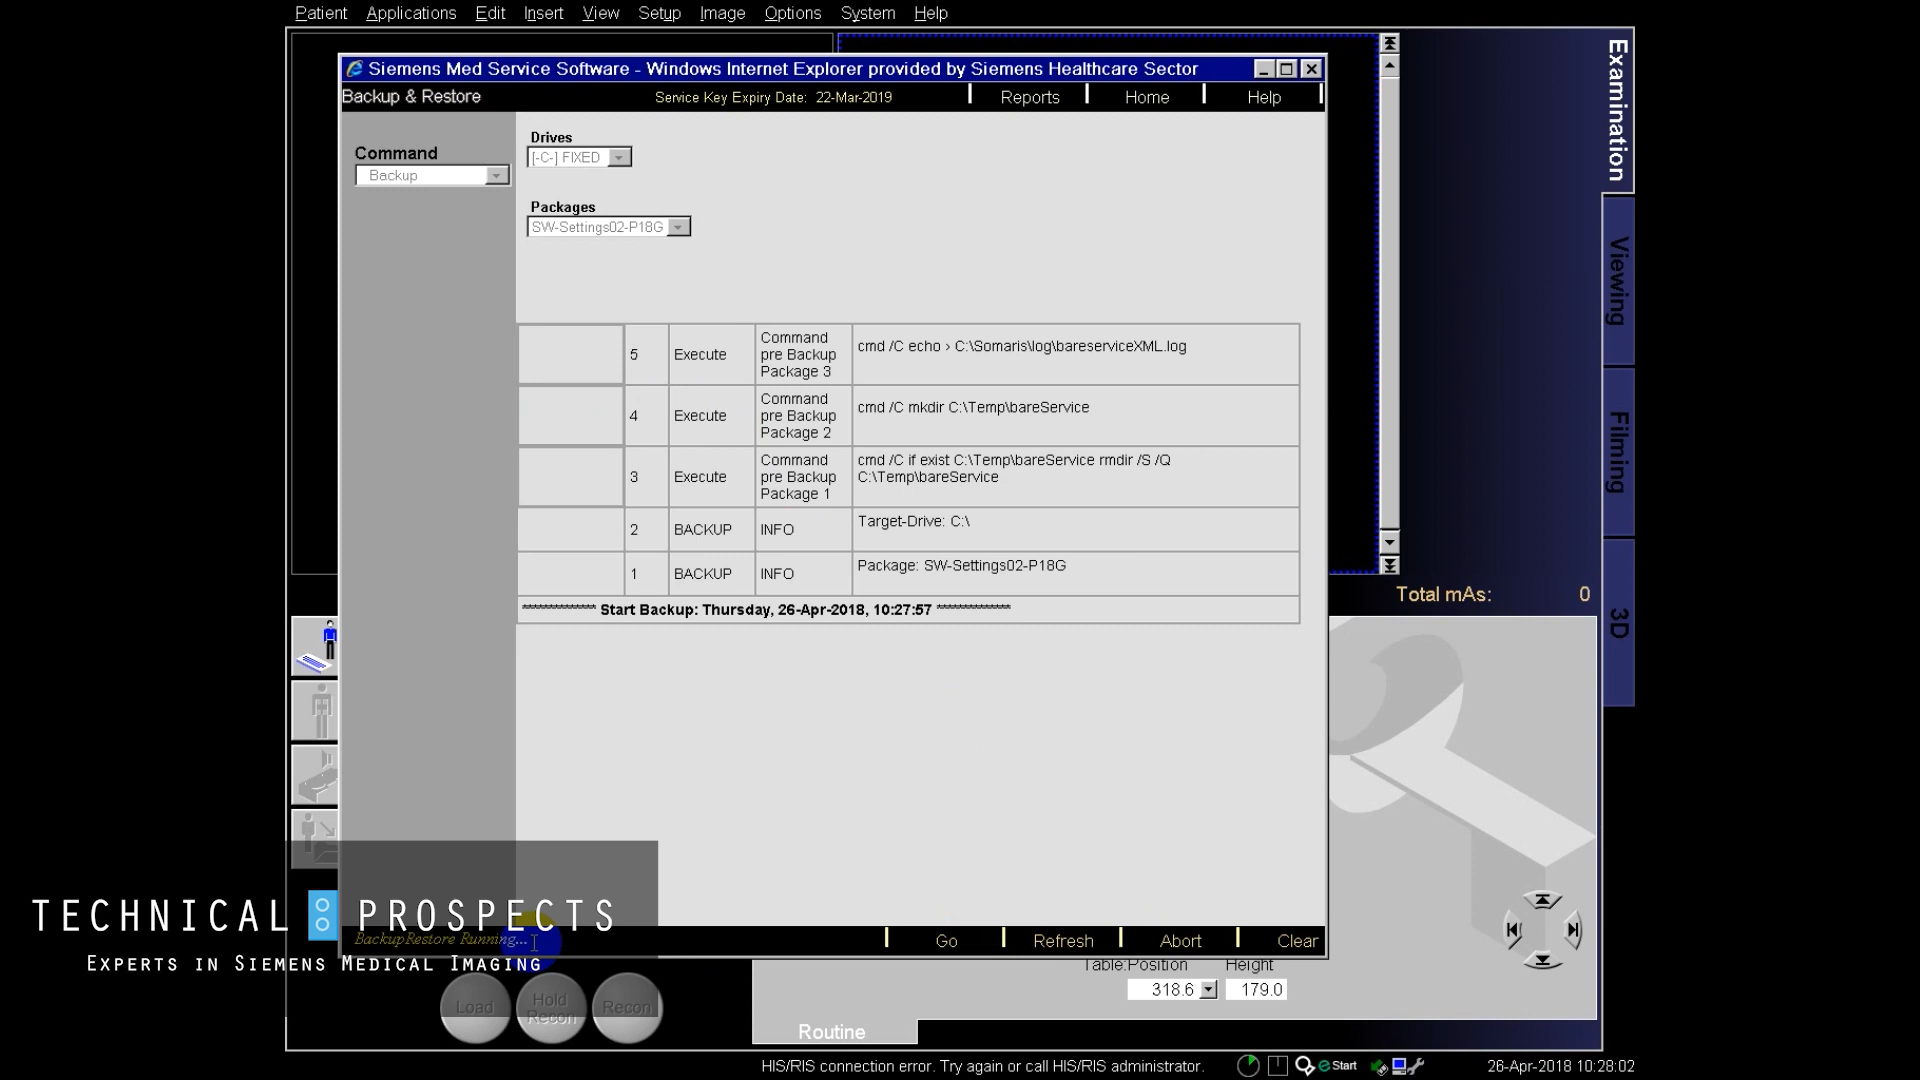 Patient Applications Edit Insert View Setup Image Options System Help
Siemens Med Service Software - Windows Internet Explorer provided by Siemens Healthcare Sector
Backup & Restore Service Key Expiry Date: 22-Mar-2019 Reports Home Help
Command
Backup
Drives
[-C-] FIXED
Packages
SW-Settings02-P18G
5 Execute Command pre Backup Package 3 cmd /C echo > C:\Somaris\log\bareserviceXML.log
4 Execute Command pre Backup Package 2 cmd /C mkdir C:\Temp\bareService
3 Execute Command pre Backup Package 1 cmd /C if exist C:\Temp\bareService rmdir /S /Q
C:\Temp\bareService
2 BACKUP INFO Target-Drive: C:\
1 BACKUP INFO Package: SW-Settings02-P18G
************* Start Backup: Thursday, 26-Apr-2018, 10:27:57 *************
Examination
Viewing
Filming
3D
Total mAs: 0
TECHNICAL PROSPECTS
BackupRestore Running...
Experts in Siemens Medical Imaging
Go Refresh Abort Clear
Table:Position Height
318.6 179.0
Load Hold Recon Recon
Routine
HIS/RIS connection error. Try again or call HIS/RIS administrator. Start 26-Apr-2018 10:28:02